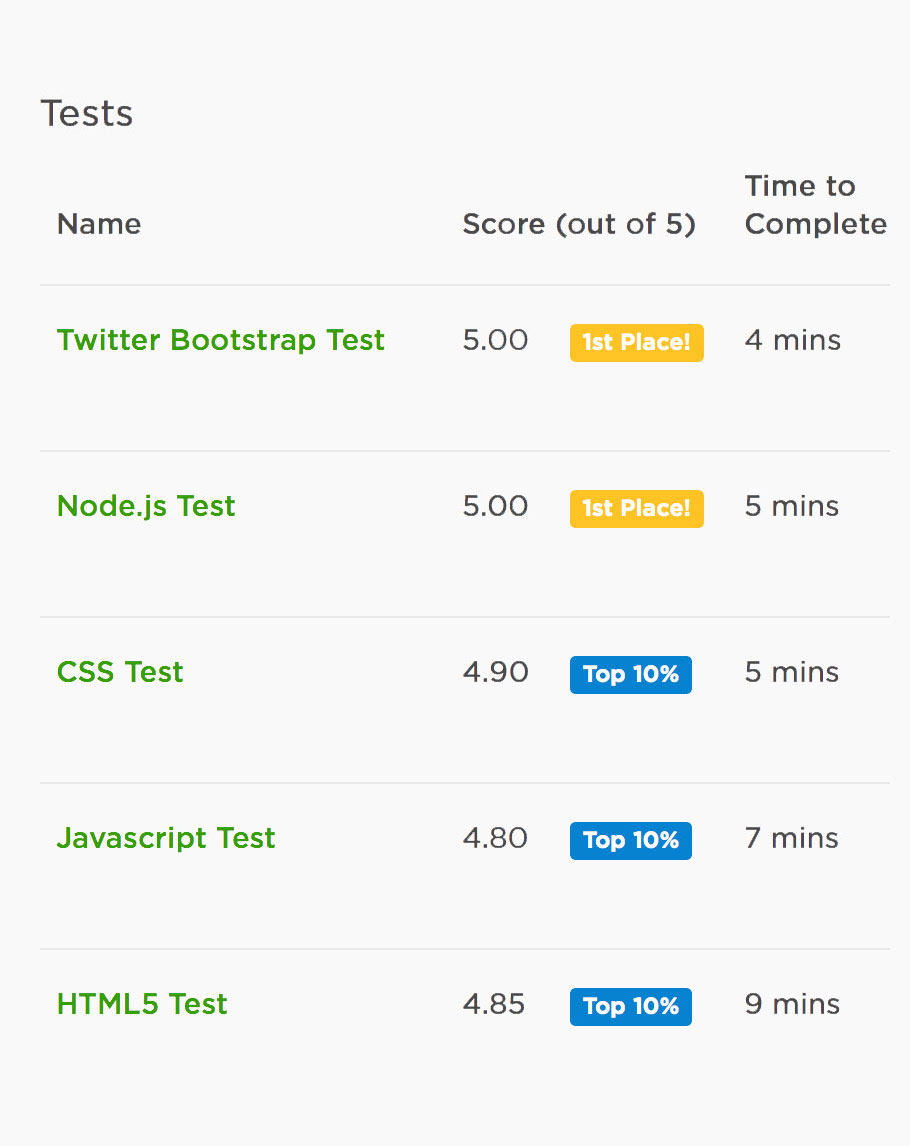 Tests
Name Score (out of 5) Time to Complete
Twitter Bootstrap Test 5.00 1st Place! 4 mins
Node.js Test 5.00 1st Place! 5 mins
CSS Test 4.90 Top 10% 5 mins
Javascript Test 4.80 Top 10% 7 mins
HTML5 Test 4.85 Top 10% 9 mins